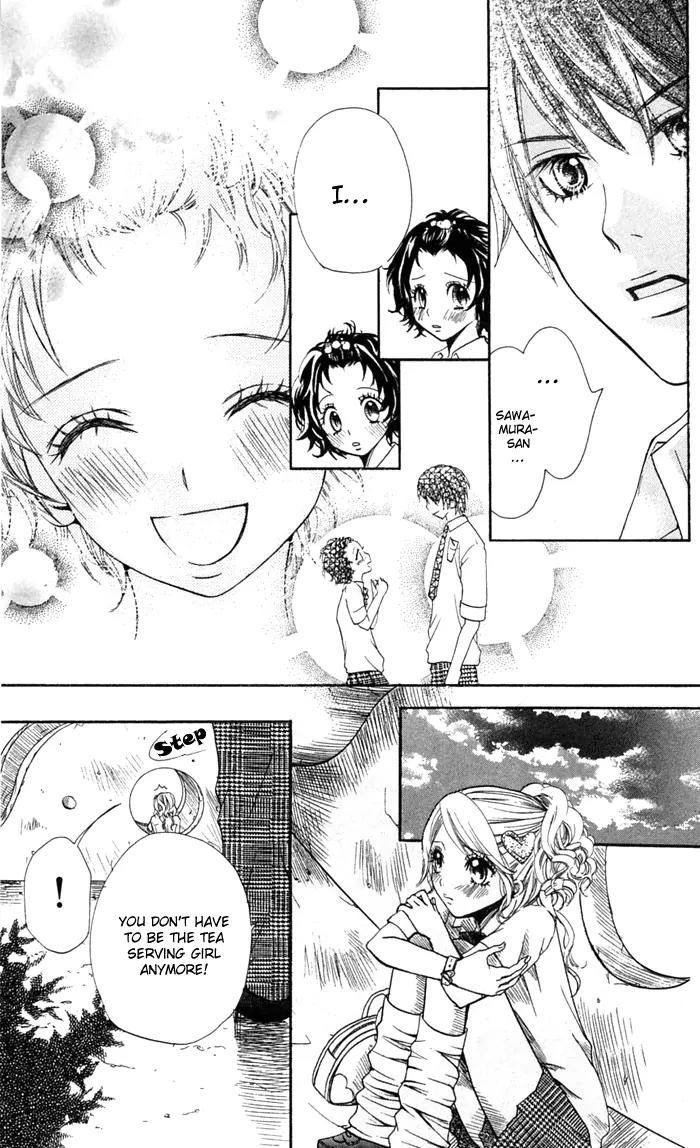 ...
SAWA-
MURA-
SAN
...
I...
Step
YOU DON'T HAVE
TO BE THE TEA
SERVING GIRL
ANYMORE!
!